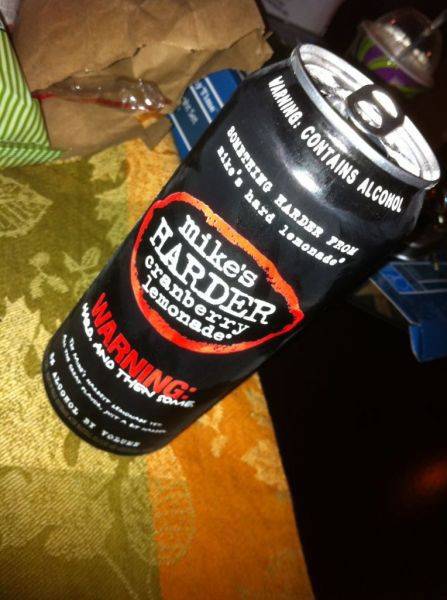 WARNING: CONTAINS ALCOHOL
SOMETHING HARDER FROM
mike's hard lemonade®
mike's
HARDER
cranberry
lemonade®
WARNING:
AND THEN SOME.
ALCOHOL BY VOLUME